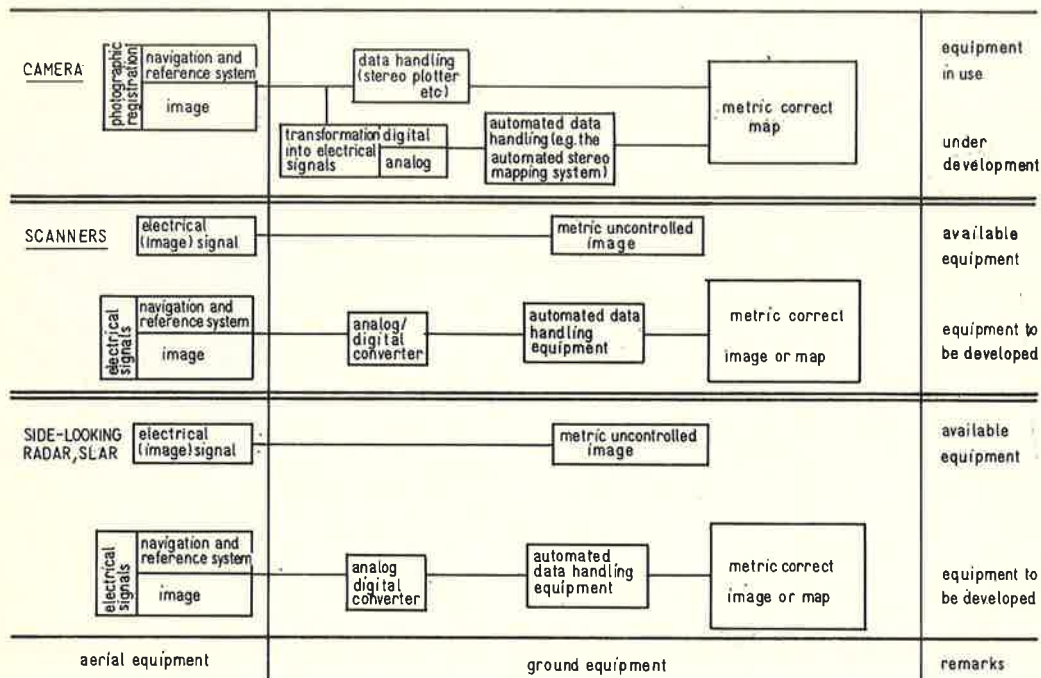 CAMERA
photographic
registration
navigation and
reference system
image
data handling
(stereo plotter
etc)
transformation
into electrical
signals
digital
analog
automated data
handling (e.g. the
automated stereo
mapping system)
metric correct
map
equipment
in use
under
development
SCANNERS
electrical
(image) signal
metric uncontrolled
image
available
equipment
electrical
signals
navigation and
reference system
image
analog/
digital
converter
automated data
handling
equipment
metric correct
image or map
equipment to
be developed
SIDE-LOOKING
RADAR, SLAR
electrical
(image) signal
metric uncontrolled
image
available
equipment
electrical
signals
navigation and
reference system
image
analog
digital
converter
automated
data handling
equipment
metric correct
image or map
equipment to
be developed
aerial equipment
ground equipment
remarks